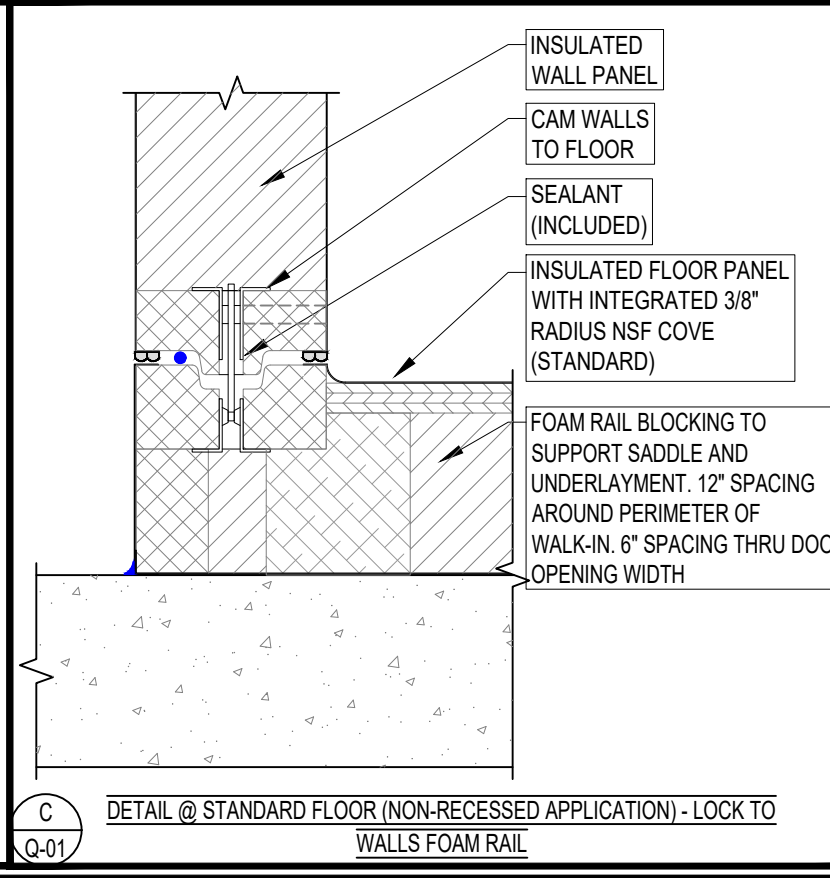 INSULATED
WALL PANEL
CAM WALLS
TO FLOOR
SEALANT
(INCLUDED)
INSULATED FLOOR PANEL
WITH INTEGRATED 3/8"
RADIUS NSF COVE
(STANDARD)
FOAM RAIL BLOCKING TO
SUPPORT SADDLE AND
UNDERLAYMENT. 12" SPACING
AROUND PERIMETER OF
WALK-IN. 6" SPACING THRU DOO
OPENING WIDTH
C
Q-01
DETAIL @ STANDARD FLOOR (NON-RECESSED APPLICATION) - LOCK TO
WALLS FOAM RAIL